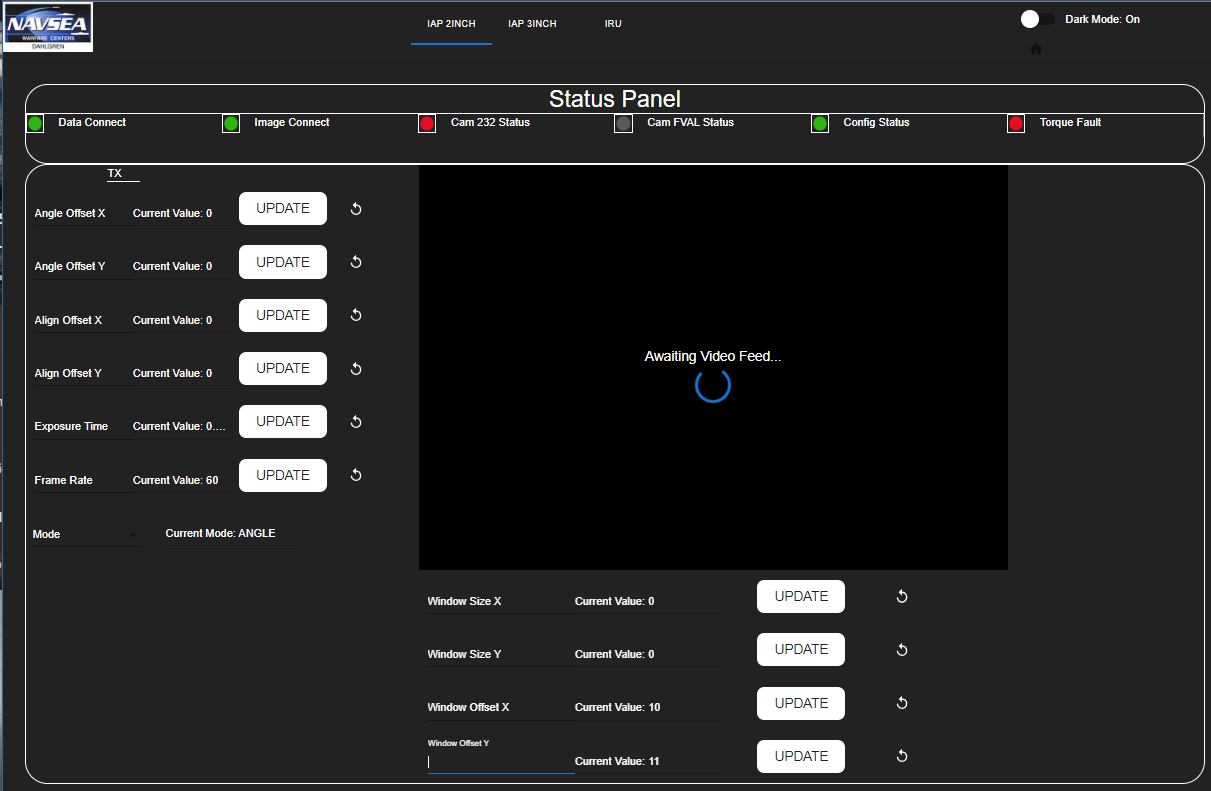 NAVSEA
WARFARE CENTERS
DAHLGREN
IAP 2INCH IAP 3INCH IRU
Dark Mode: On
Status Panel
Data Connect Image Connect Cam 232 Status Cam FVAL Status Config Status Torque Fault
TX
Angle Offset X Current Value: 0 UPDATE
Angle Offset Y Current Value: 0 UPDATE
Align Offset X Current Value: 0 UPDATE
Align Offset Y Current Value: 0 UPDATE
Exposure Time Current Value: 0.... UPDATE
Frame Rate Current Value: 60 UPDATE
Mode Current Mode: ANGLE
Awaiting Video Feed...
Window Size X Current Value: 0 UPDATE
Window Size Y Current Value: 0 UPDATE
Window Offset X Current Value: 10 UPDATE
Window Offset Y
Current Value: 11 UPDATE